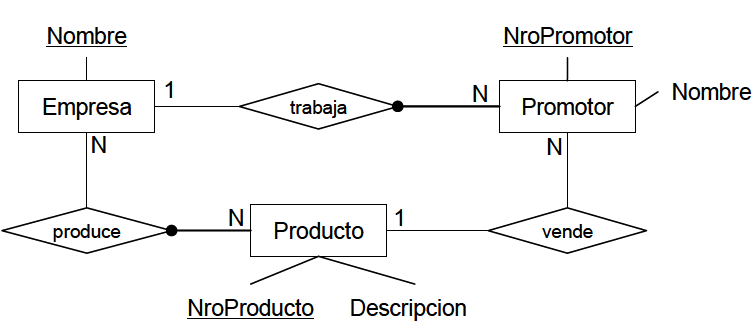 Nombre
NroPromotor
Empresa
1
trabaja
N
Promotor
Nombre
N
N
produce
N
Producto
1
vende
NroProducto
Descripcion